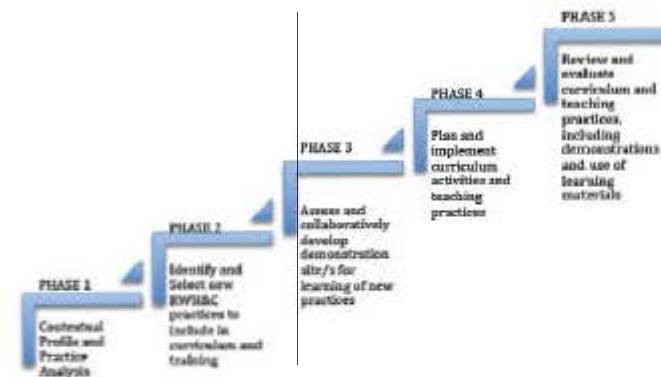 PHASE 1
Contextual
Profile and
Practice
Analysis
PHASE 2
Identify and
Select new
RWH&C
practices to
include in
curriculum and
training
PHASE 3
Assess and
collaboratively
develop
demonstration
site/s for
learning of new
practices
PHASE 4
Plan and
implement
curriculum
activities and
teaching
practices
PHASE 5
Review and
evaluate
curriculum and
teaching
practices,
including
demonstrations
and use of
learning
materials